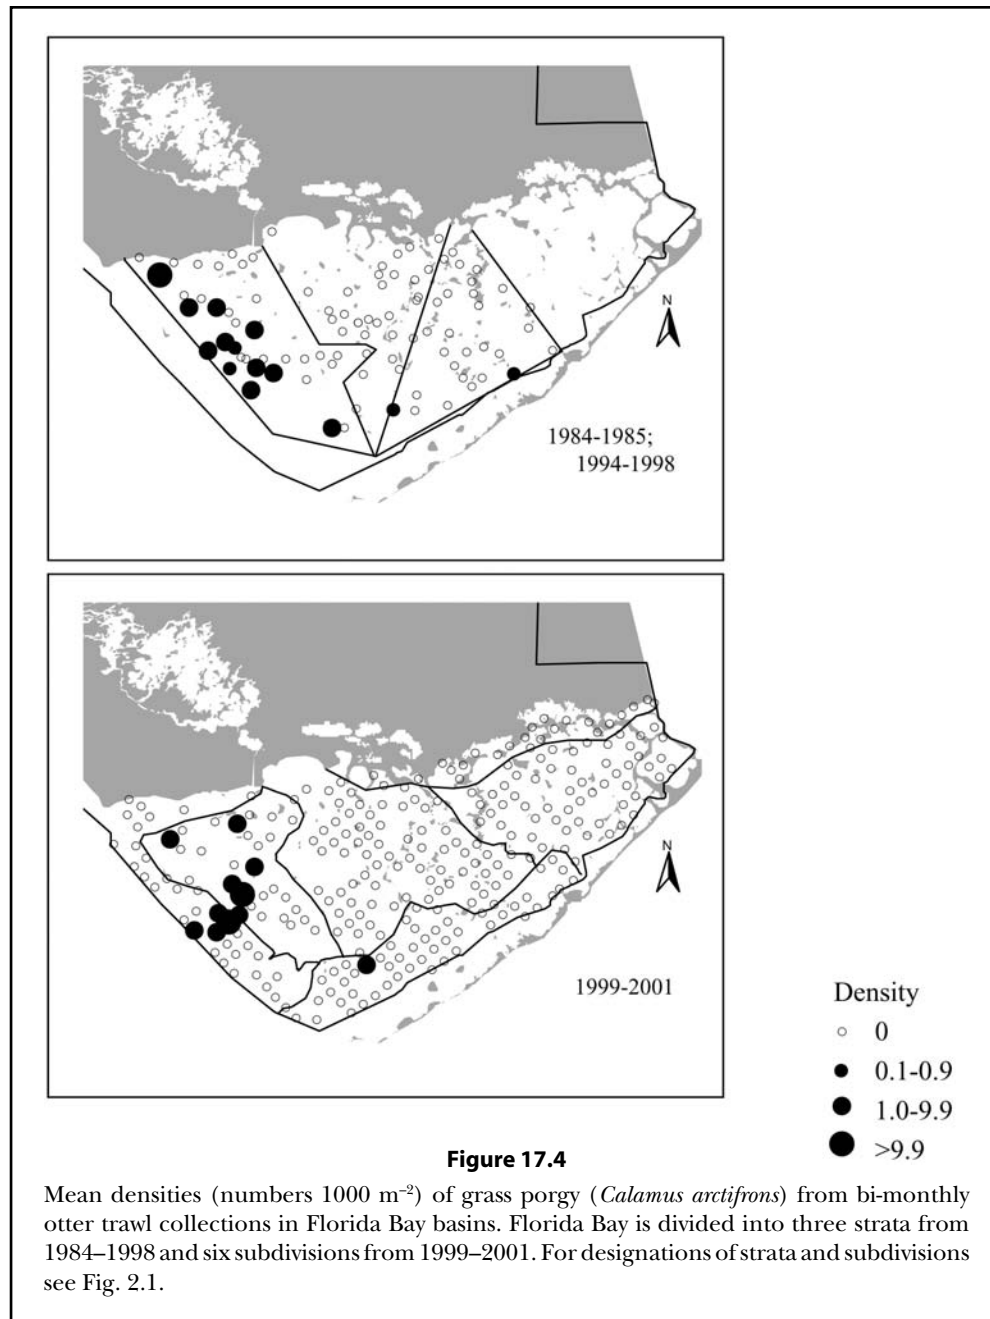 N
1984-1985;
1994-1998
N
1999-2001
Density
0
0.1-0.9
1.0-9.9
>9.9
Figure 17.4
Mean densities (numbers 1000 m⁻²) of grass porgy (Calamus arctifrons) from bi-monthly
otter trawl collections in Florida Bay basins. Florida Bay is divided into three strata from
1984–1998 and six subdivisions from 1999–2001. For designations of strata and subdivisions
see Fig. 2.1.